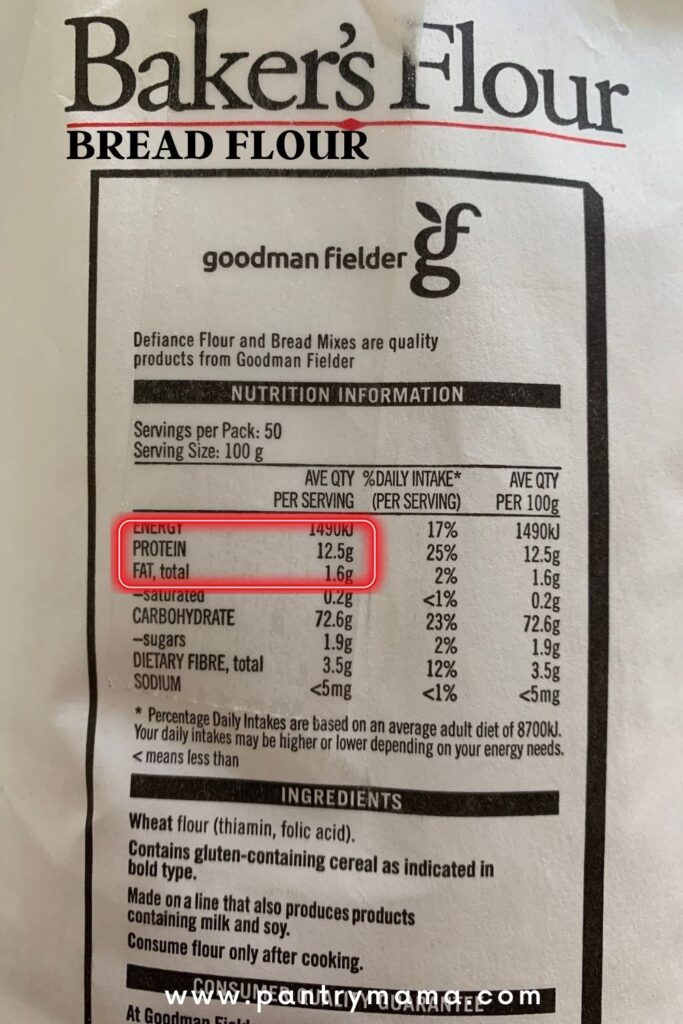 Baker's Flour
BREAD FLOUR
goodman fielder
gf
Defiance Flour and Bread Mixes are quality
products from Goodman Fielder
NUTRITION INFORMATION
Servings per Pack: 50
Serving Size: 100 g
AVE QTY %DAILY INTAKE* AVE QTY
PER SERVING (PER SERVING) PER 100g
ENERGY 1490kJ 17% 1490kJ
PROTEIN 12.5g 25% 12.5g
FAT, total 1.6g 2% 1.6g
–saturated 0.2g <1% 0.2g
CARBOHYDRATE 72.6g 23% 72.6g
–sugars 1.9g 2% 1.9g
DIETARY FIBRE, total 3.5g 12% 3.5g
SODIUM <5mg <1% <5mg
* Percentage Daily Intakes are based on an average adult diet of 8700kJ.
Your daily intakes may be higher or lower depending on your energy needs.
< means less than
INGREDIENTS
Wheat flour (thiamin, folic acid).
Contains gluten-containing cereal as indicated in
bold type.
Made on a line that also produces products
containing milk and soy.
Consume flour only after cooking.
CONSUMER QUALITY GUARANTEE
www.pantrymama.com
At Goodman